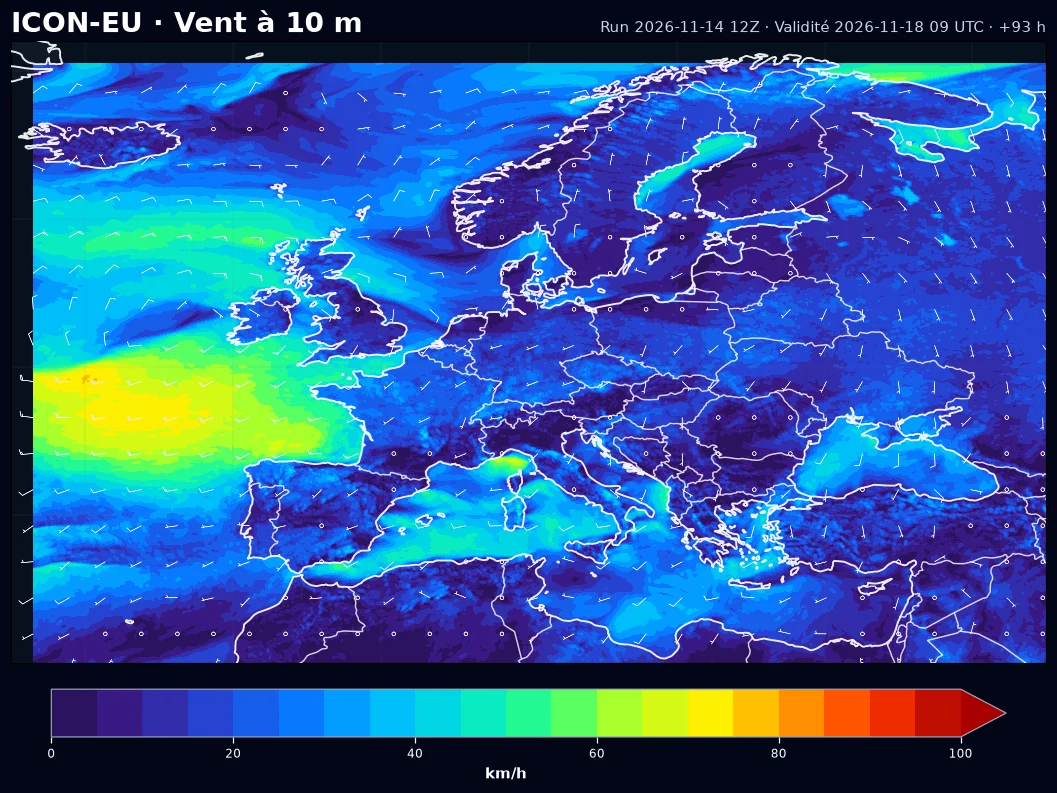 ICON-EU · Vent à 10 m
Run 2026-11-14 12Z · Validité 2026-11-18 09 UTC · +93 h
0 20 40 60 80 100
km/h